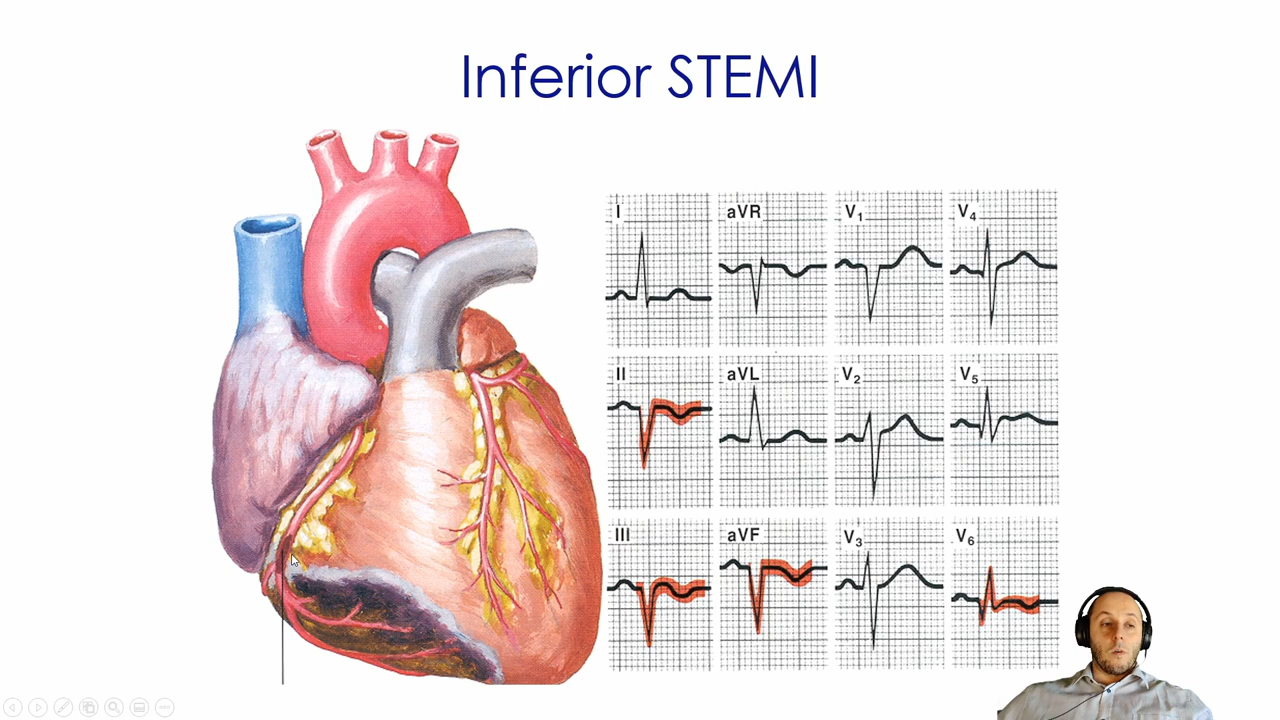 Inferior STEMI
I
aVR
V₁
V₄
II
aVL
V₂
V₅
III
aVF
V₃
V₆